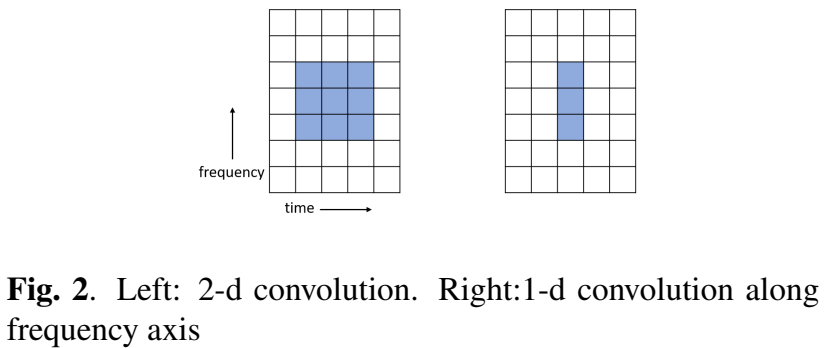 frequency
time
Fig. 2. Left: 2-d convolution. Right:1-d convolution along
frequency axis